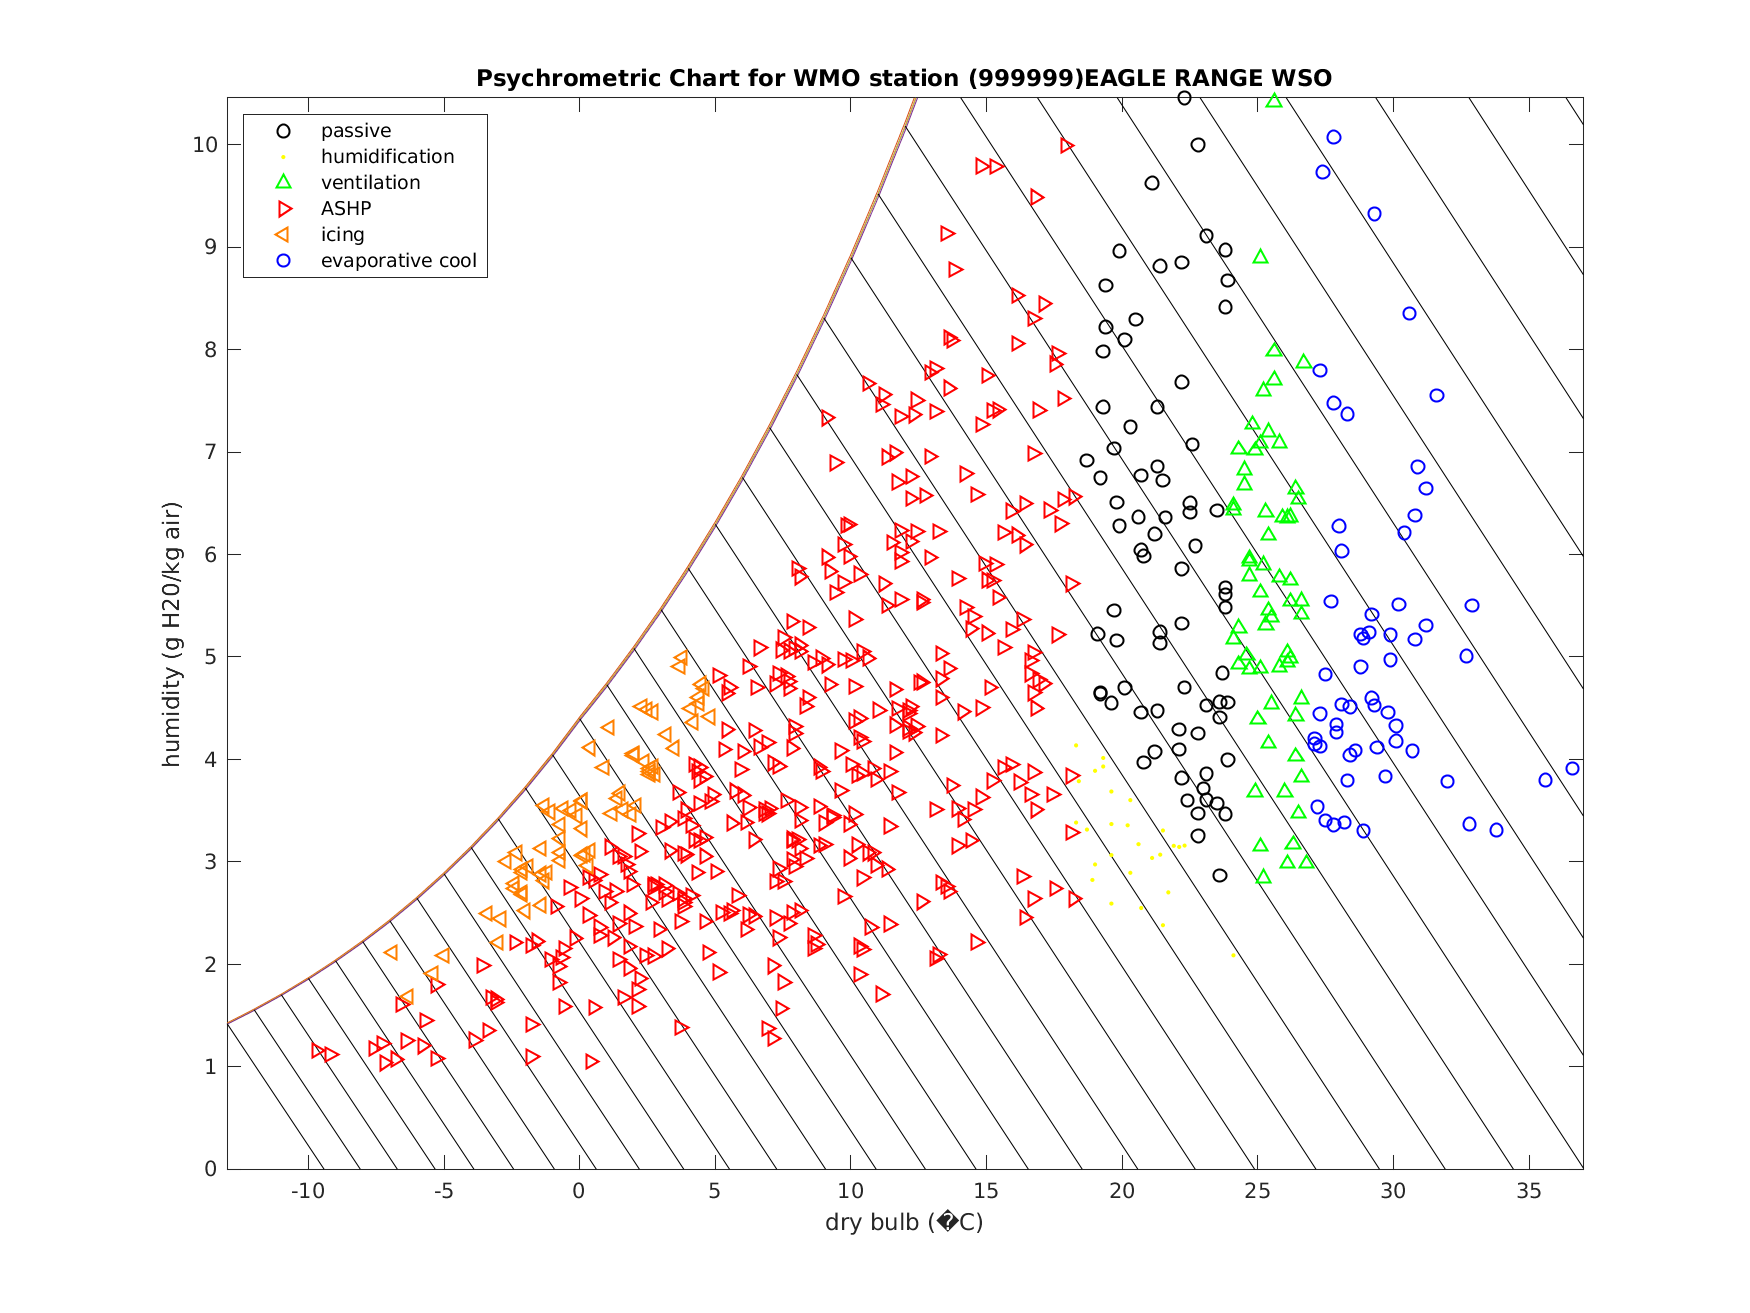 Psychrometric Chart for WMO station (999999)EAGLE RANGE WSO
passive
humidification
ventilation
ASHP
icing
evaporative cool
humidity (g H20/kg air)
10
9
8
7
6
5
4
3
2
1
0
-10 -5 0 5 10 15 20 25 30 35
dry bulb (�C)